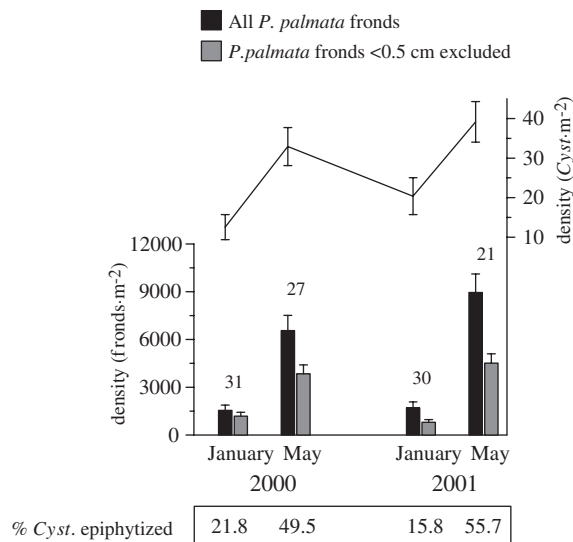 All P. palmata fronds
P.palmata fronds <0.5 cm excluded
40
30
20
10
density (Cyst·m-2)
12000
9000
6000
3000
0
density (fronds·m-2)
31
27
30
21
January May January May
2000 2001
% Cyst. epiphytized 21.8 49.5 15.8 55.7